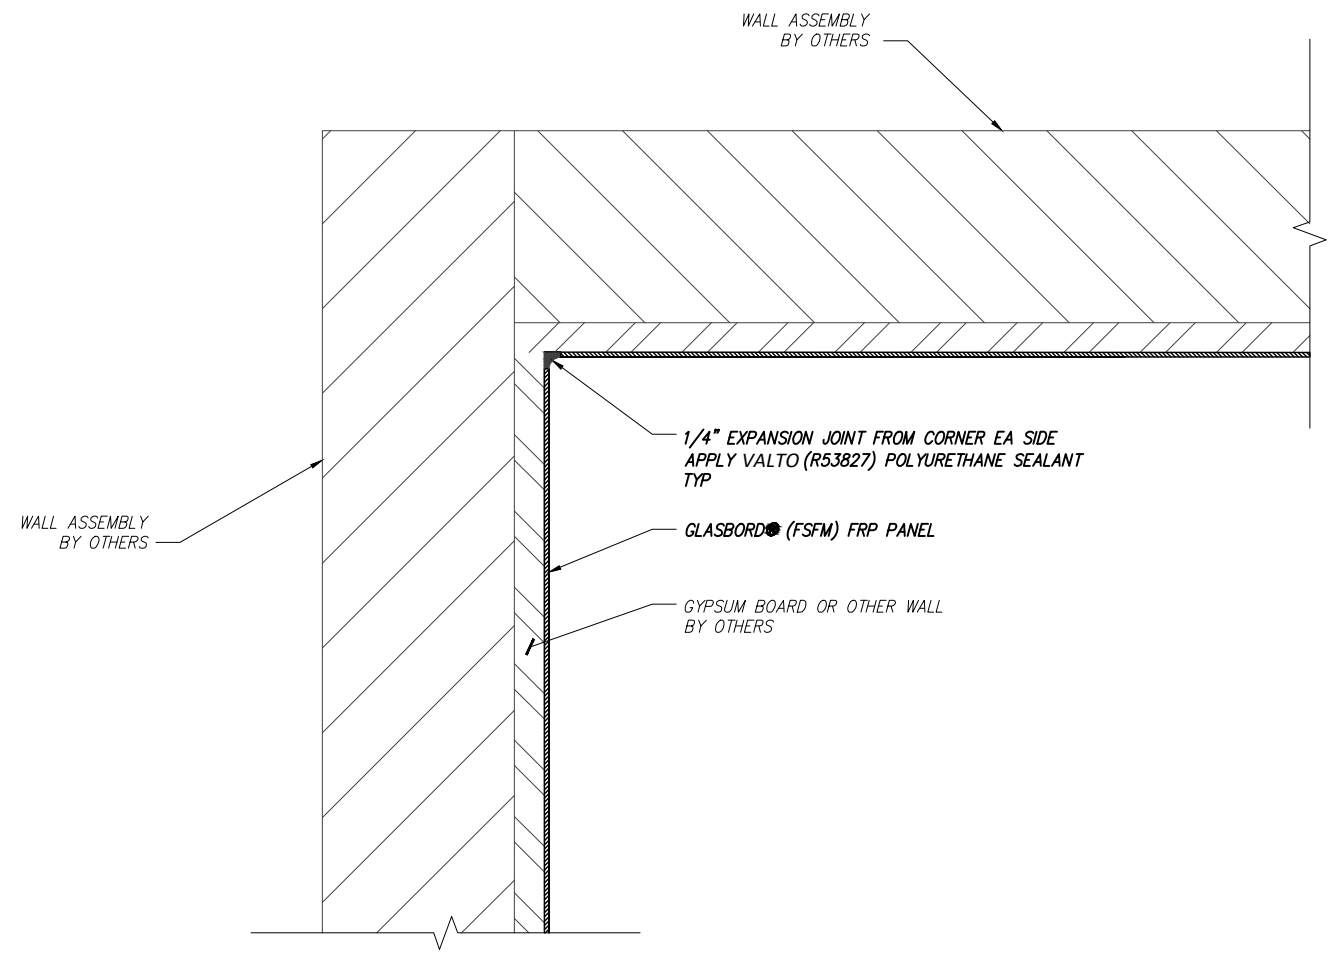 WALL ASSEMBLY
BY OTHERS
1/4" EXPANSION JOINT FROM CORNER EA SIDE
APPLY VALTO (R53827) POLYURETHANE SEALANT
TYP
WALL ASSEMBLY
BY OTHERS
GLASBORD® (FSFM) FRP PANEL
GYPSUM BOARD OR OTHER WALL
BY OTHERS